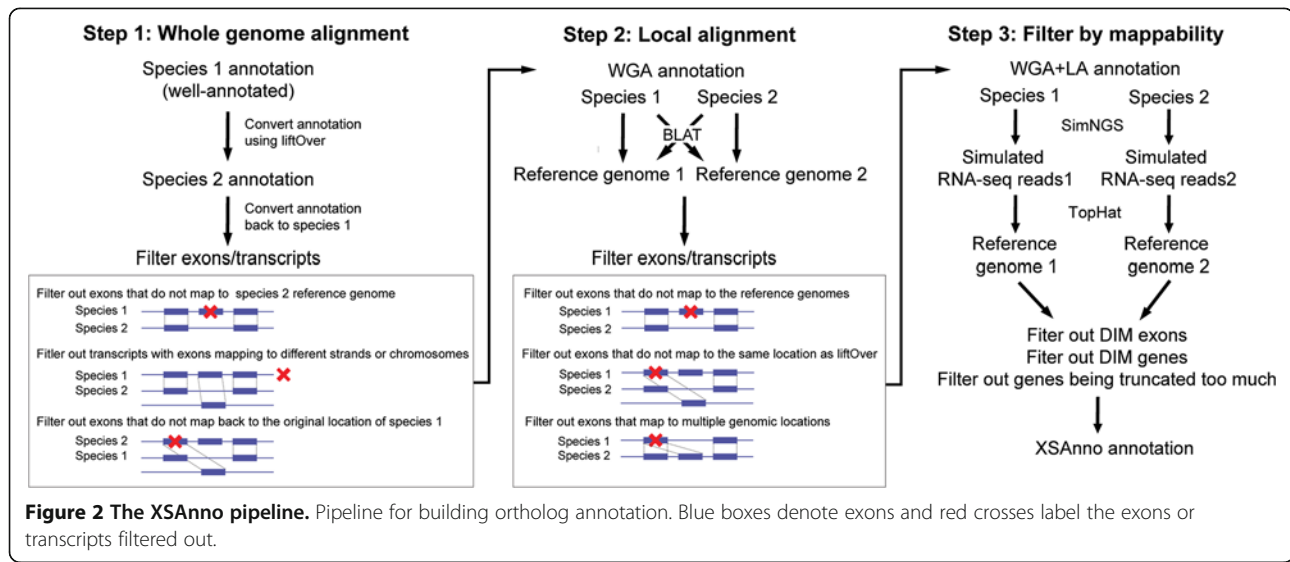 Step 1: Whole genome alignment
Species 1 annotation
(well-annotated)
Convert annotation
using liftOver
Species 2 annotation
Convert annotation
back to species 1
Filter exons/transcripts
Filter out exons that do not map to species 2 reference genome
Species 1
Species 2
Fitler out transcripts with exons mapping to different strands or chromosomes
Species 1
Species 2
Filter out exons that do not map back to the original location of species 1
Species 2
Species 1
Step 2: Local alignment
WGA annotation
Species 1 Species 2
BLAT
Reference genome 1 Reference genome 2
Filter exons/transcripts
Filter out exons that do not map to the reference genomes
Species 1
Species 2
Filter out exons that do not map to the same location as liftOver
Species 1
Species 2
Filter out exons that map to multiple genomic locations
Species 1
Species 2
Step 3: Filter by mappability
WGA+LA annotation
Species 1 Species 2
SimNGS
Simulated Simulated
RNA-seq reads1 RNA-seq reads2
TopHat
Reference Reference
genome 1 genome 2
Fiter out DIM exons
Fiter out DIM genes
Filter out genes being truncated too much
XSAnno annotation
Figure 2 The XSAnno pipeline. Pipeline for building ortholog annotation. Blue boxes denote exons and red crosses label the exons or
transcripts filtered out.